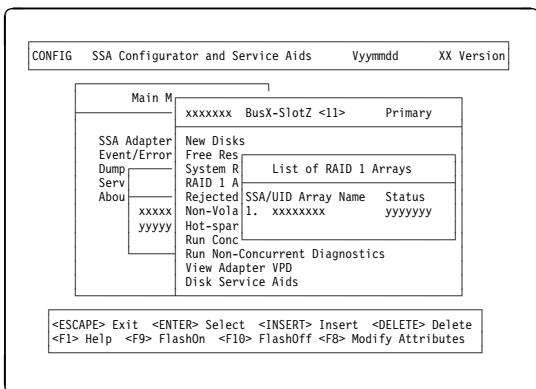 CONFIG SSA Configurator and Service Aids Vyymmdd XX Version
Main M
xxxxxxx BusX-SlotZ <11> Primary
SSA Adapter New Disks
Event/Error Free Res
Dump System R List of RAID 1 Arrays
Serv RAID 1 A
Abou Rejected SSA/UID Array Name Status
xxxxx Non-Vola 1. xxxxxxxx yyyyyyy
yyyyy Hot-spar
Run Conc
Run Non-Concurrent Diagnostics
View Adapter VPD
Disk Service Aids
<ESCAPE> Exit <ENTER> Select <INSERT> Insert <DELETE> Delete
<F1> Help <F9> FlashOn <F10> FlashOff <F8> Modify Attributes